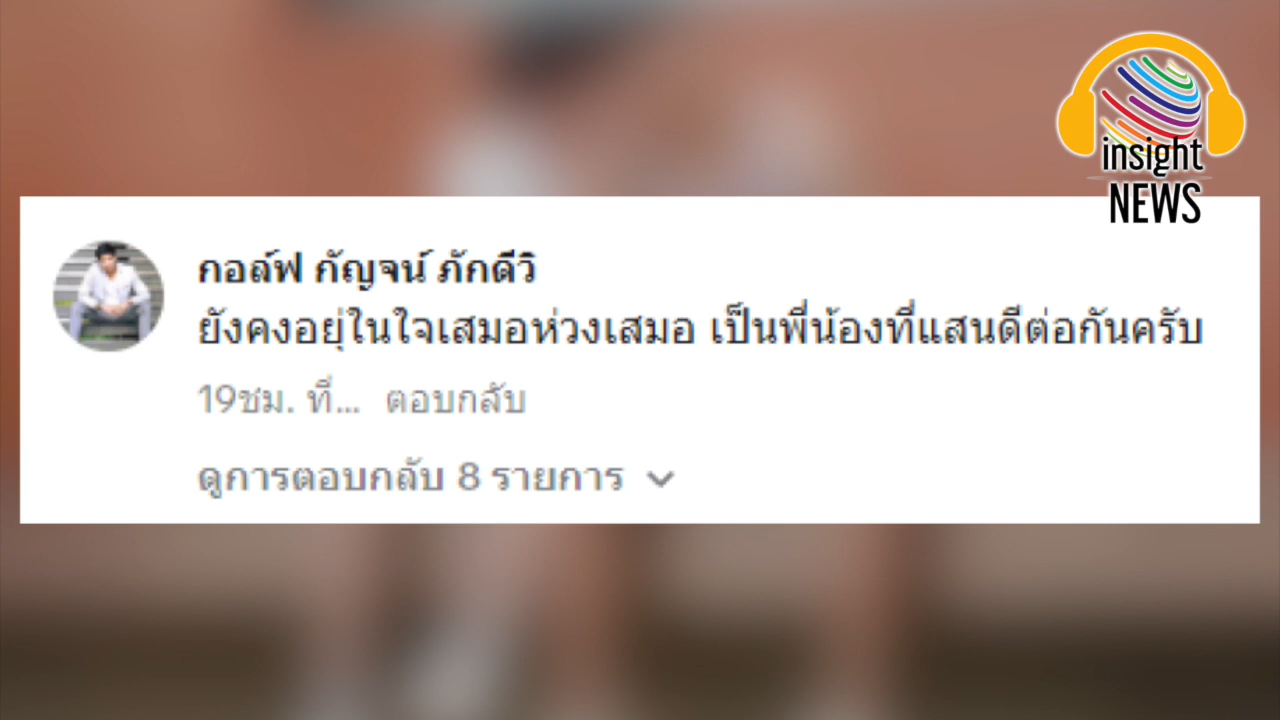 insight
NEWS
กอล์ฟ กัญจน์ ภักดีวิ
ยังคงอยุ่ในใจเสมอห่วงเสมอ เป็นพี่น้องที่แสนดีต่อกันครับ
19ชม. ที่... ตอบกลับ
ดูการตอบกลับ 8 รายการ